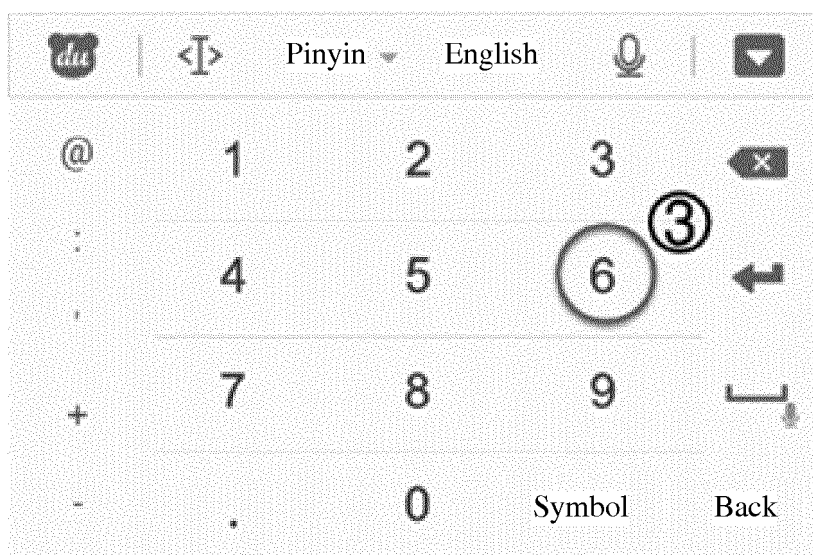 du Pinyin English
@ 1 2 3
③
: 4 5 6
,
+ 7 8 9
- . 0 Symbol Back